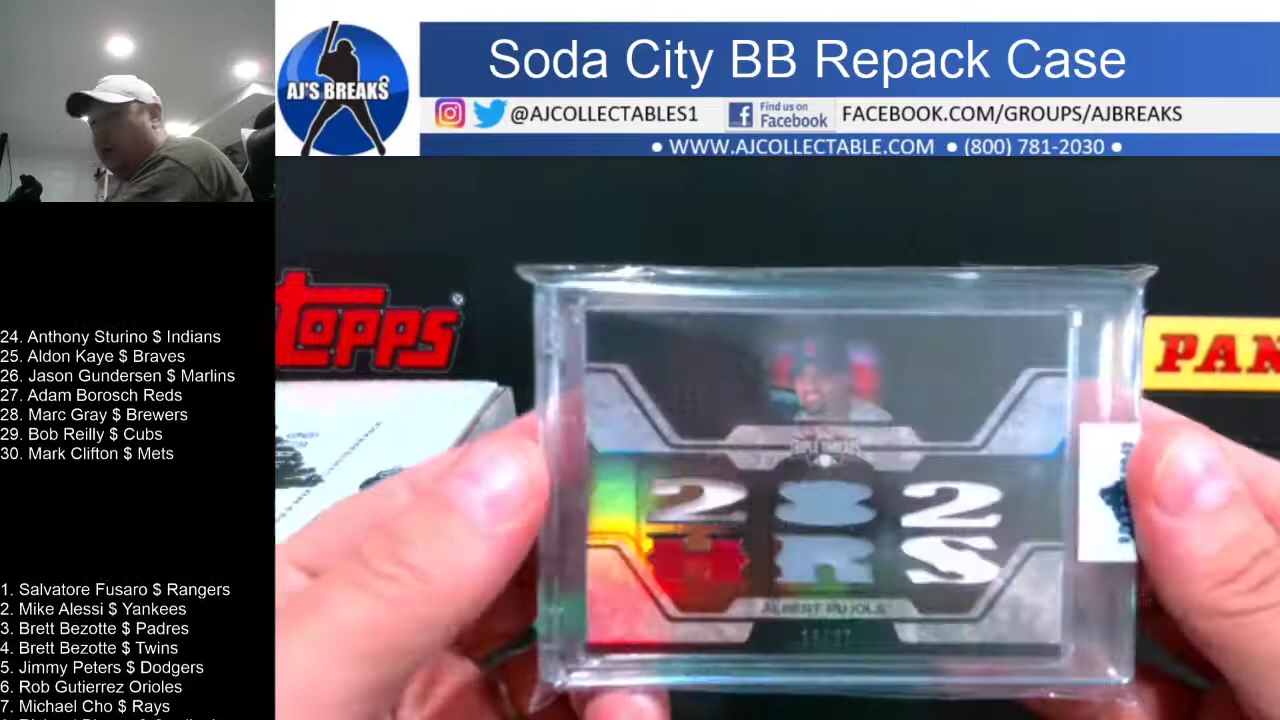 Soda City BB Repack Case
AJ'S BREAKS
@AJCOLLECTABLES1
Find us on
Facebook
FACEBOOK.COM/GROUPS/AJBREAKS
• WWW.AJCOLLECTABLE.COM • (800) 781-2030 •
topps
PAN
24. Anthony Sturino $ Indians
25. Aldon Kaye $ Braves
26. Jason Gundersen $ Marlins
27. Adam Borosch Reds
28. Marc Gray $ Brewers
29. Bob Reilly $ Cubs
30. Mark Clifton $ Mets
2 8 2
H R S
ALBERT PUJOLS
1. Salvatore Fusaro $ Rangers
2. Mike Alessi $ Yankees
3. Brett Bezotte $ Padres
4. Brett Bezotte $ Twins
5. Jimmy Peters $ Dodgers
6. Rob Gutierrez Orioles
7. Michael Cho $ Rays